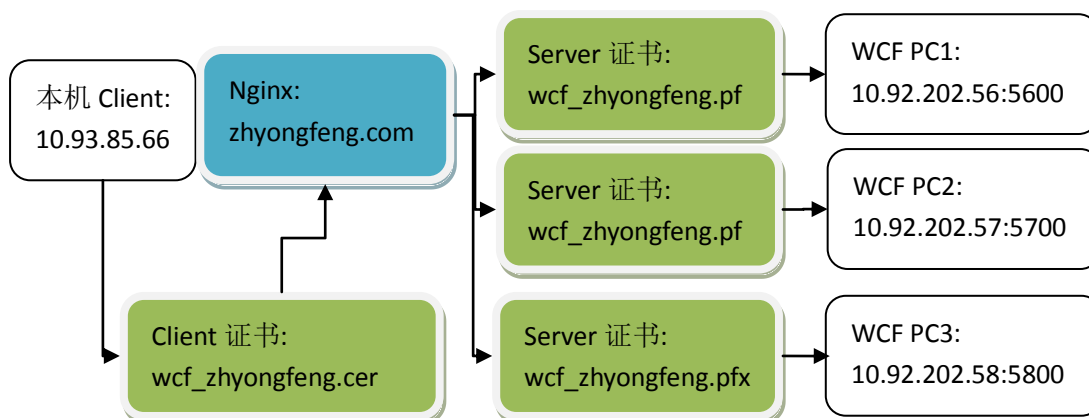 本机 Client:
10.93.85.66
Nginx:
zhyongfeng.com
Server 证书:
wcf_zhyongfeng.pf
WCF PC1:
10.92.202.56:5600
Server 证书:
wcf_zhyongfeng.pf
WCF PC2:
10.92.202.57:5700
Client 证书:
wcf_zhyongfeng.cer
Server 证书:
wcf_zhyongfeng.pfx
WCF PC3:
10.92.202.58:5800